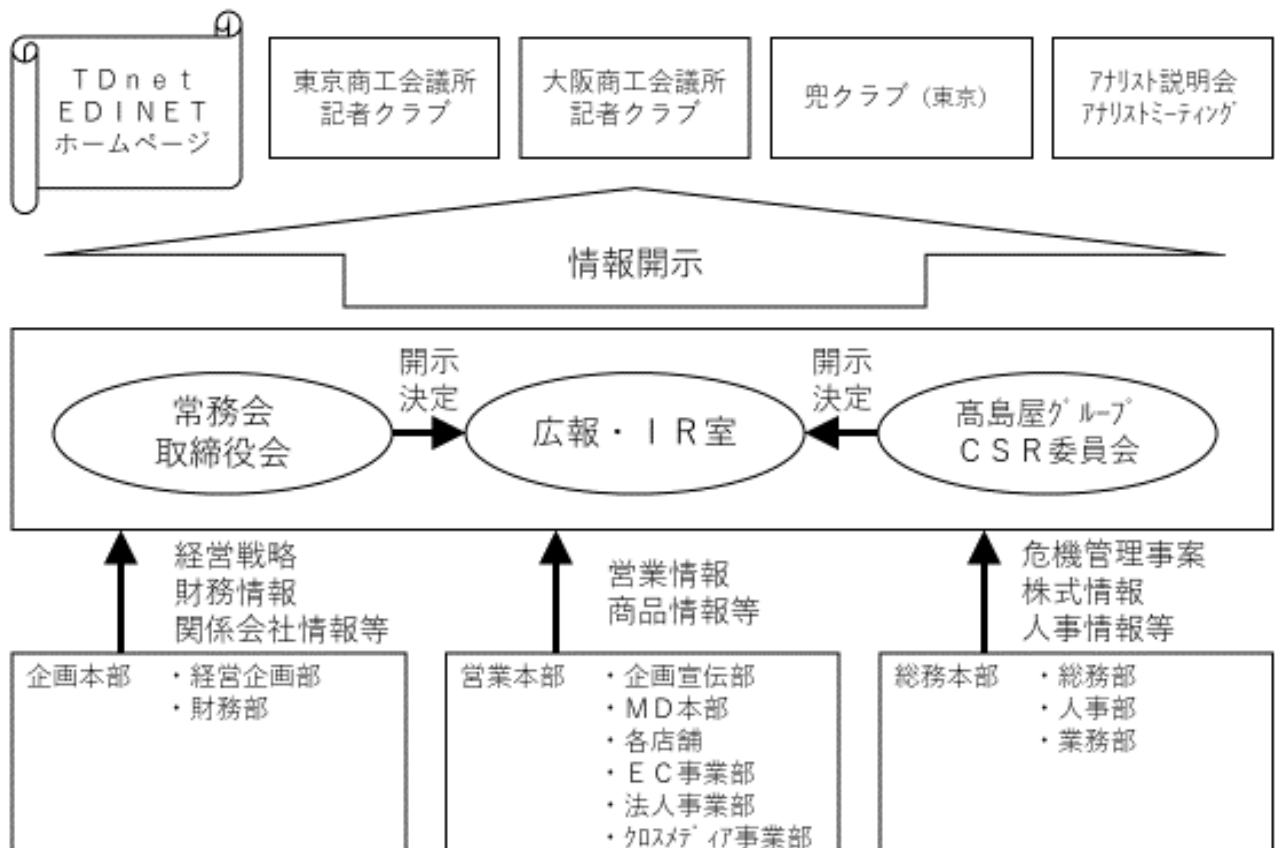 ＴＤｎｅｔ
ＥＤＩＮＥＴ
ホームページ
東京商工会議所
記者クラブ
大阪商工会議所
記者クラブ
兜クラブ（東京）
ｱﾅﾘｽﾄ説明会
ｱﾅﾘｽﾄﾐｰﾃｨﾝｸﾞ
情報開示
開示
決定
開示
決定
常務会
取締役会
広報・ＩＲ室
髙島屋ｸﾞﾙｰﾌﾟ
ＣＳＲ委員会
経営戦略
財務情報
関係会社情報等
営業情報
商品情報等
危機管理事案
株式情報
人事情報等
企画本部 ・経営企画部
・財務部
営業本部 ・企画宣伝部
・ＭＤ本部
・各店舗
・ＥＣ事業部
・法人事業部
・ｸﾛｽﾒﾃﾞｨｱ事業部
総務本部 ・総務部
・人事部
・業務部